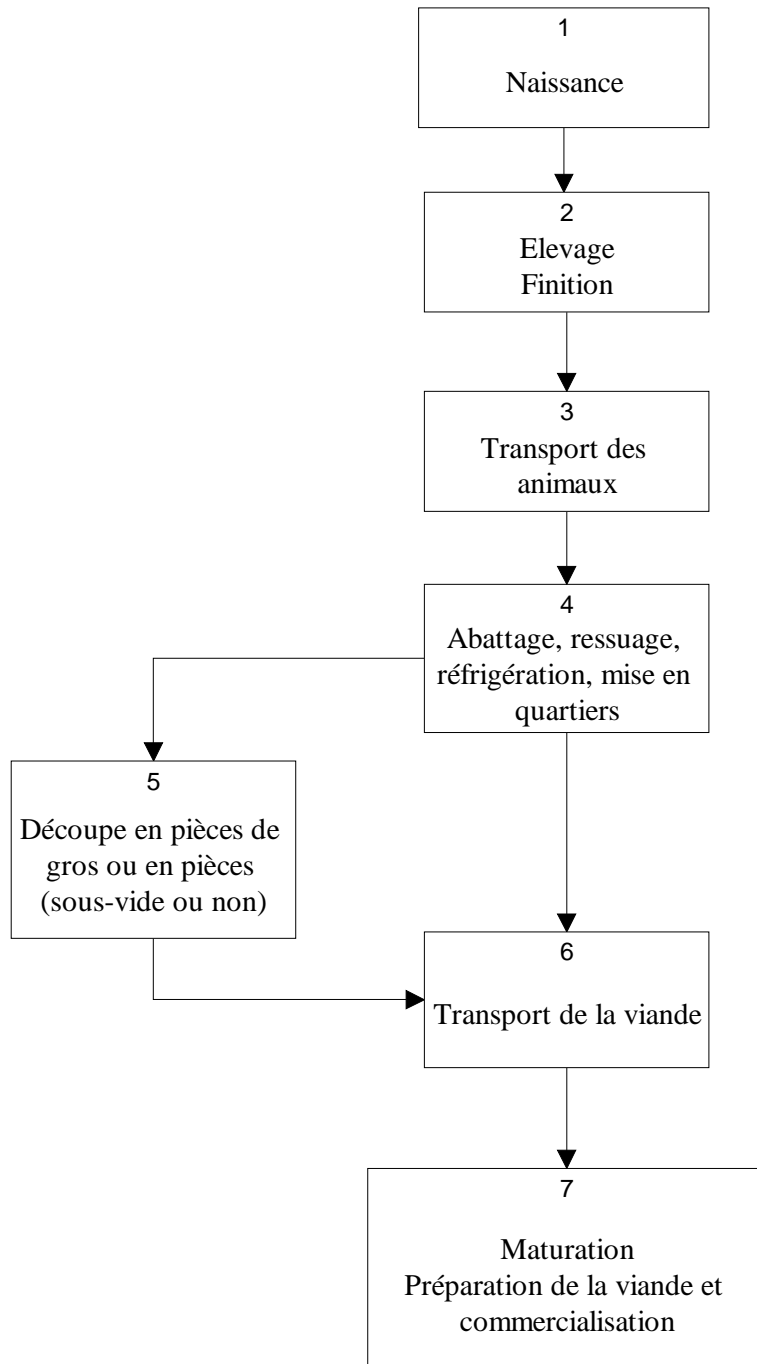 1
Naissance
2
Elevage
Finition
3
Transport des
animaux
4
Abattage, ressuage,
réfrigération, mise en
quartiers
5
Découpe en pièces de
gros ou en pièces
(sous-vide ou non)
6
Transport de la viande
7
Maturation
Préparation de la viande et
commercialisation